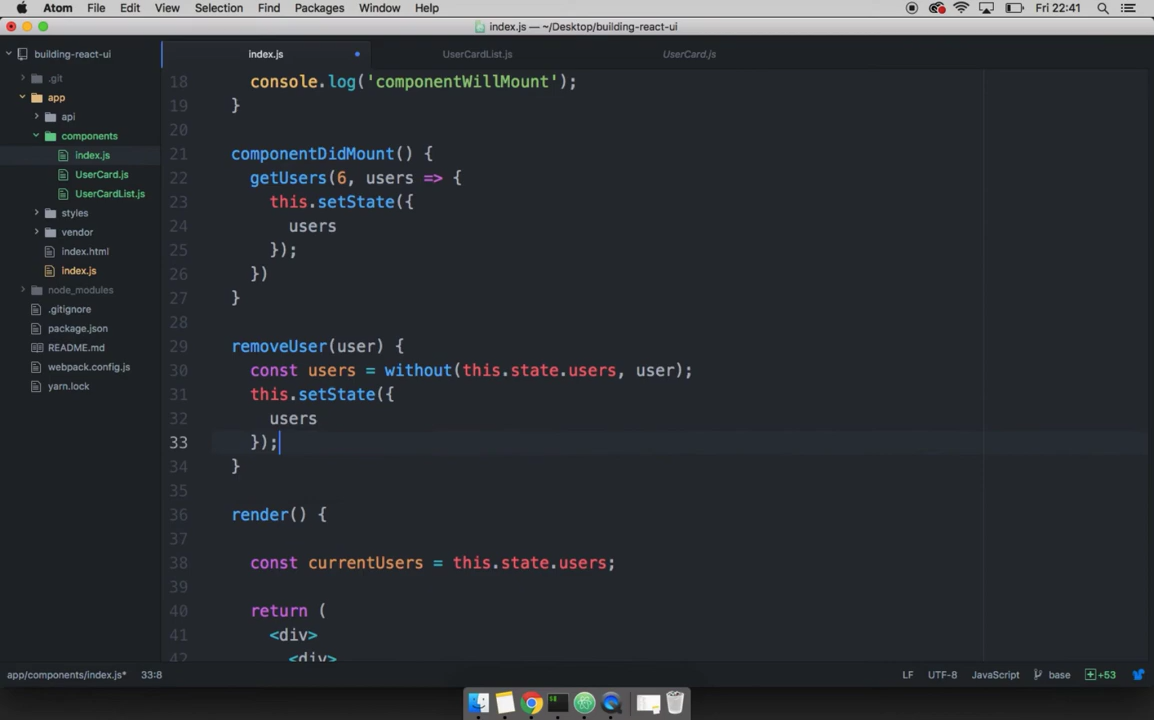 Atom File Edit View Selection Find Packages Window Help Fri 22:41
index.js — ~/Desktop/building-react-ui
building-react-ui
.git
app
api
components
index.js
UserCard.js
UserCardList.js
styles
vendor
index.html
index.js
node_modules
.gitignore
package.json
README.md
webpack.config.js
yarn.lock
index.js UserCardList.js UserCard.js
18 console.log('componentWillMount');
19 }
20
21 componentDidMount() {
22 getUsers(6, users => {
23 this.setState({
24 users
25 });
26 })
27 }
28
29 removeUser(user) {
30 const users = without(this.state.users, user);
31 this.setState({
32 users
33 });
34 }
35
36 render() {
37
38 const currentUsers = this.state.users;
39
40 return (
41 <div>
42 <div>
app/components/index.js* 33:8 LF UTF-8 JavaScript base +53